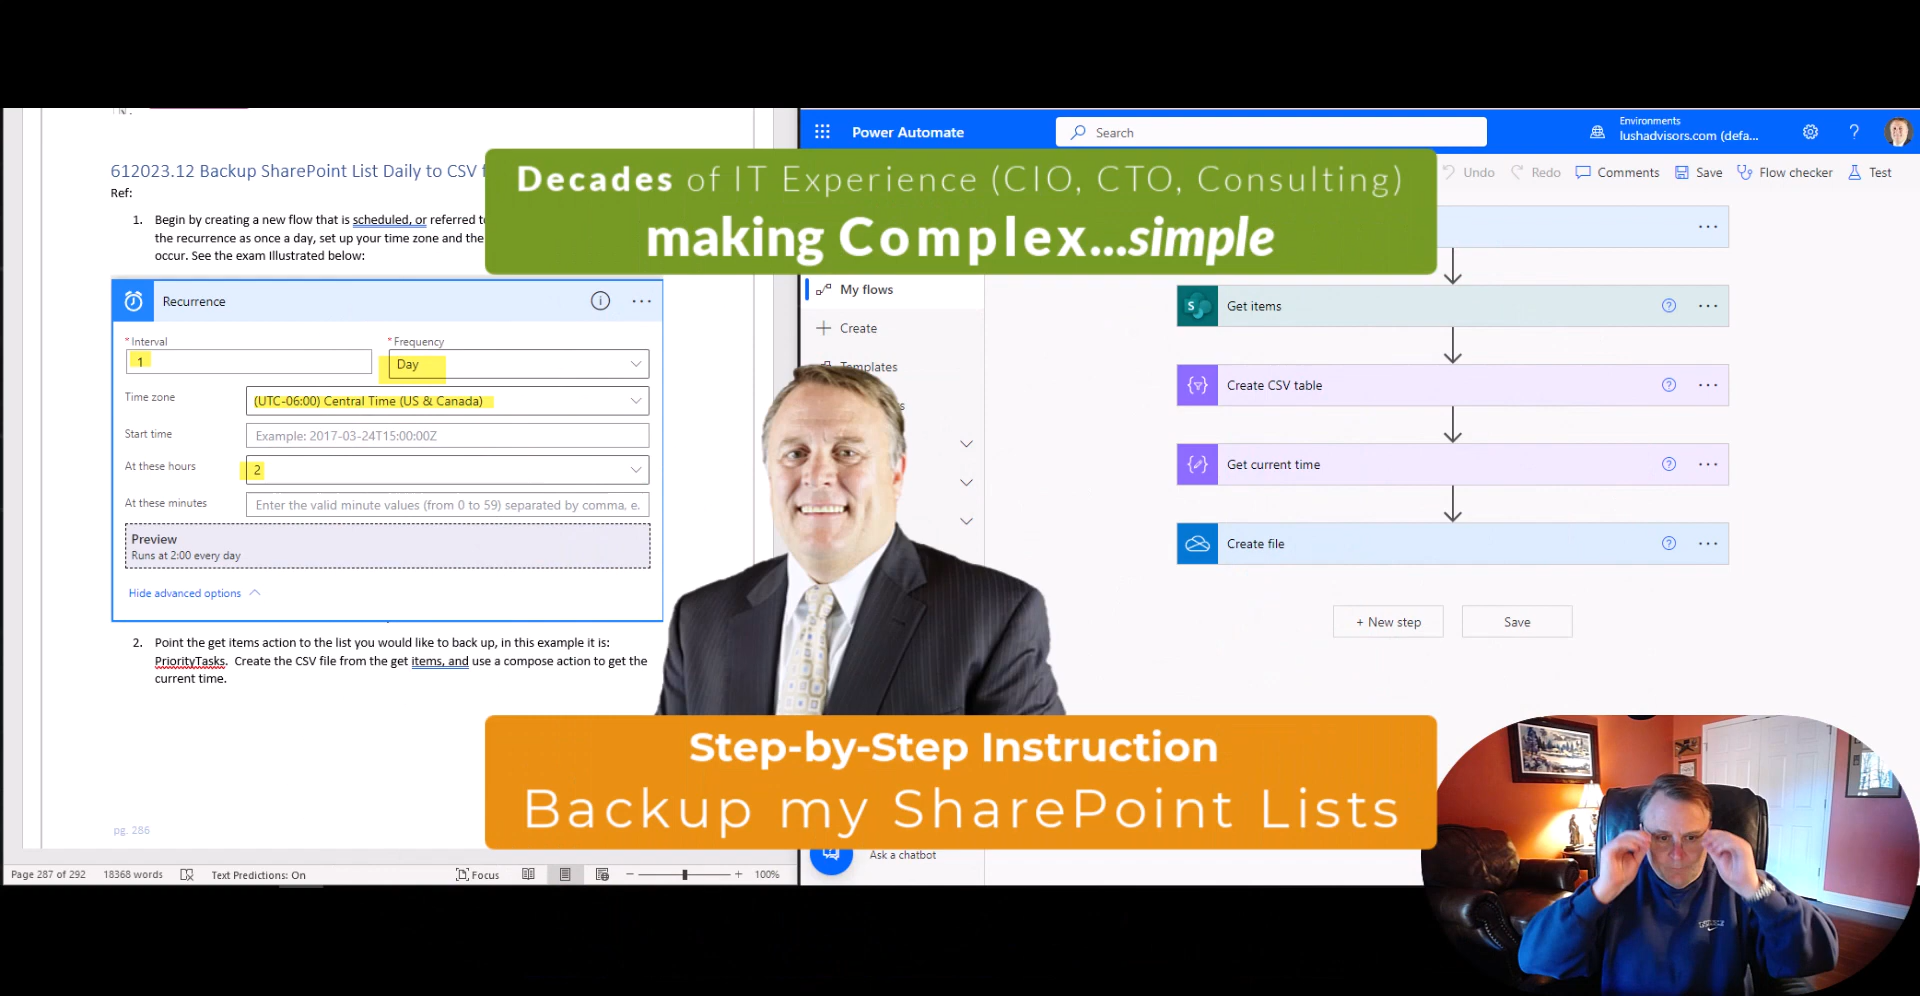 612023.12 Backup SharePoint List Daily to CSV
Ref:
1. Begin by creating a new flow that is scheduled, or referred
the recurrence as once a day, set up your time zone and the
occur. See the exam Illustrated below:
Recurrence
* Interval
* Frequency
1
Day
Time zone
(UTC-06:00) Central Time (US & Canada)
Start time
Example: 2017-03-24T15:00:00Z
At these hours
2
At these minutes
Enter the valid minute values (from 0 to 59) separated by comma, e.
Preview
Runs at 2:00 every day
Hide advanced options
2. Point the get items action to the list you would like to back up, in this example it is:
PriorityTasks. Create the CSV file from the get items, and use a compose action to get the
current time.
pg. 286
Page 287 of 292
18368 words
Text Predictions: On
Focus
100%
Decades of IT Experience (CIO, CTO, Consulting)
making Complex...simple
Power Automate
Search
Environments
lushadvisors.com (defa...
Undo
Redo
Comments
Save
Flow checker
Test
My flows
Create
Templates
Get items
Create CSV table
Get current time
Create file
+ New step
Save
Step-by-Step Instruction
Backup my SharePoint Lists
Ask a chatbot